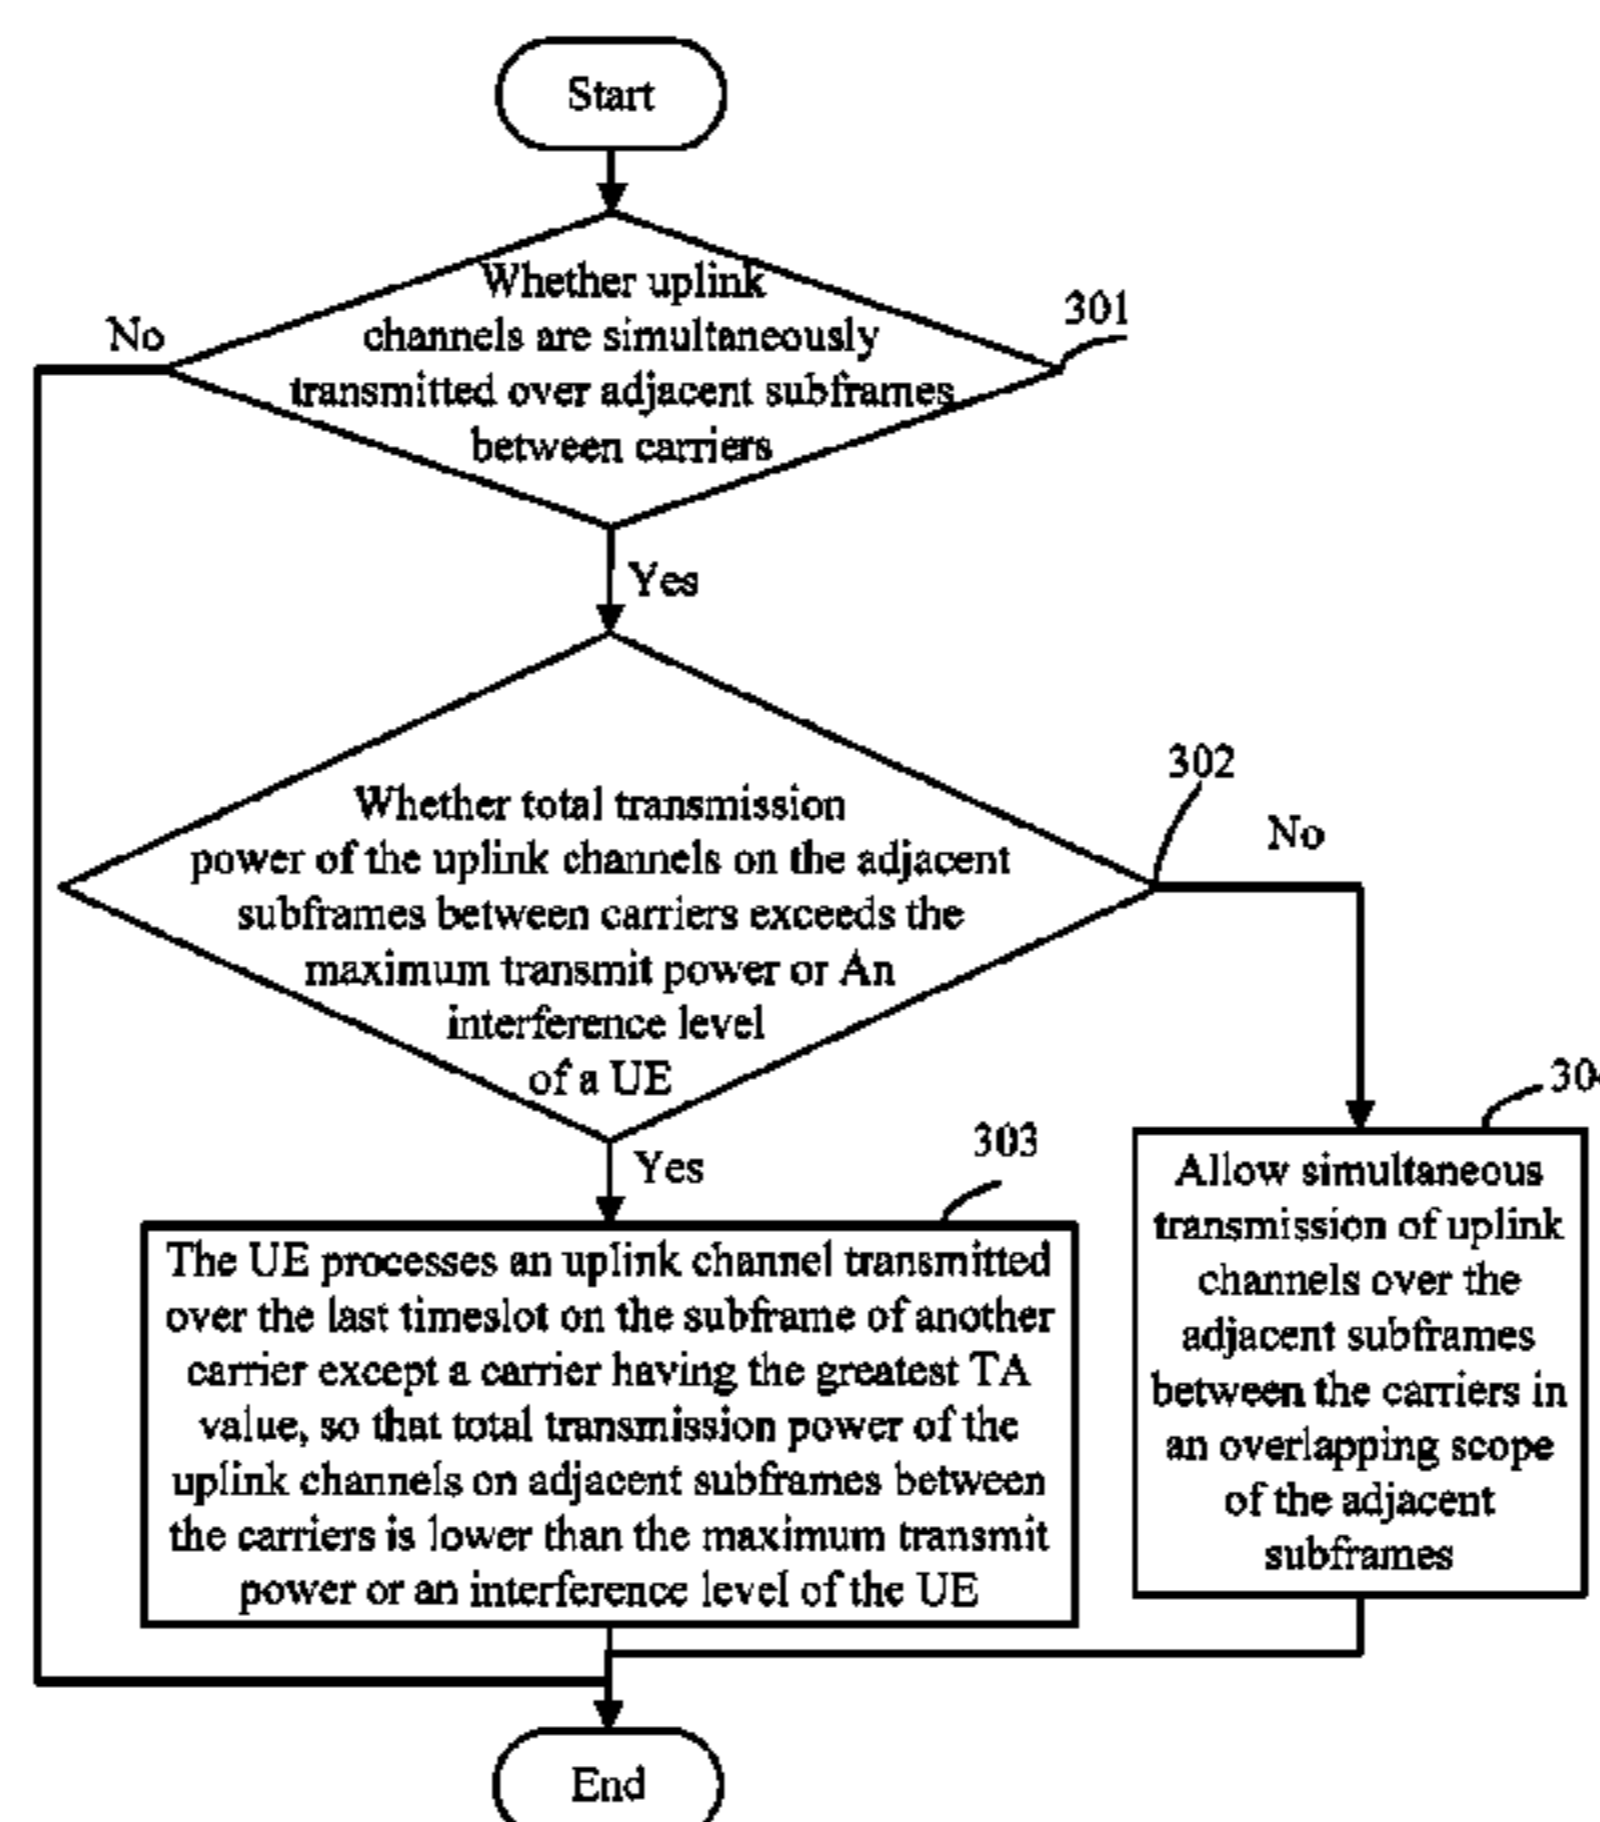 Start
Whether uplink
channels are simultaneously
transmitted over adjacent subframes
between carriers
301
No
Yes
Whether total transmission
power of the uplink channels on the adjacent
subframes between carriers exceeds the
maximum transmit power or An
interference level
of a UE
302
No
Yes
303
The UE processes an uplink channel transmitted
over the last timeslot on the subframe of another
carrier except a carrier having the greatest TA
value, so that total transmission power of the
uplink channels on adjacent subframes between
the carriers is lower than the maximum transmit
power or an interference level of the UE
Allow simultaneous
transmission of uplink
channels over the
adjacent subframes
between the carriers in
an overlapping scope
of the adjacent
subframes
End